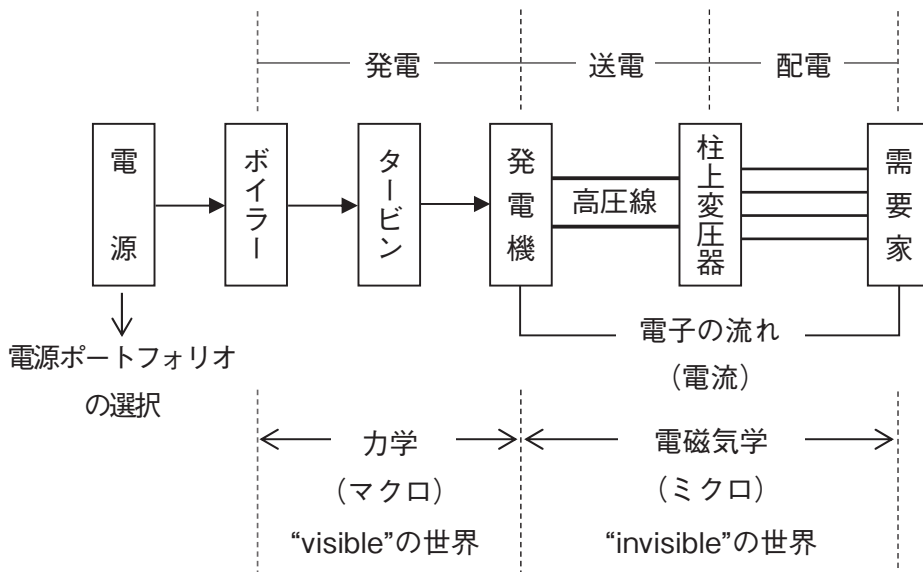 発電
送電
配電
電源
ボイラー
タービン
発電機
高圧線
柱上変圧器
需要家
電子の流れ
（電流）
電源ポートフォリオ
の選択
力学
（マクロ）
“visible”の世界
電磁気学
（ミクロ）
“invisible”の世界